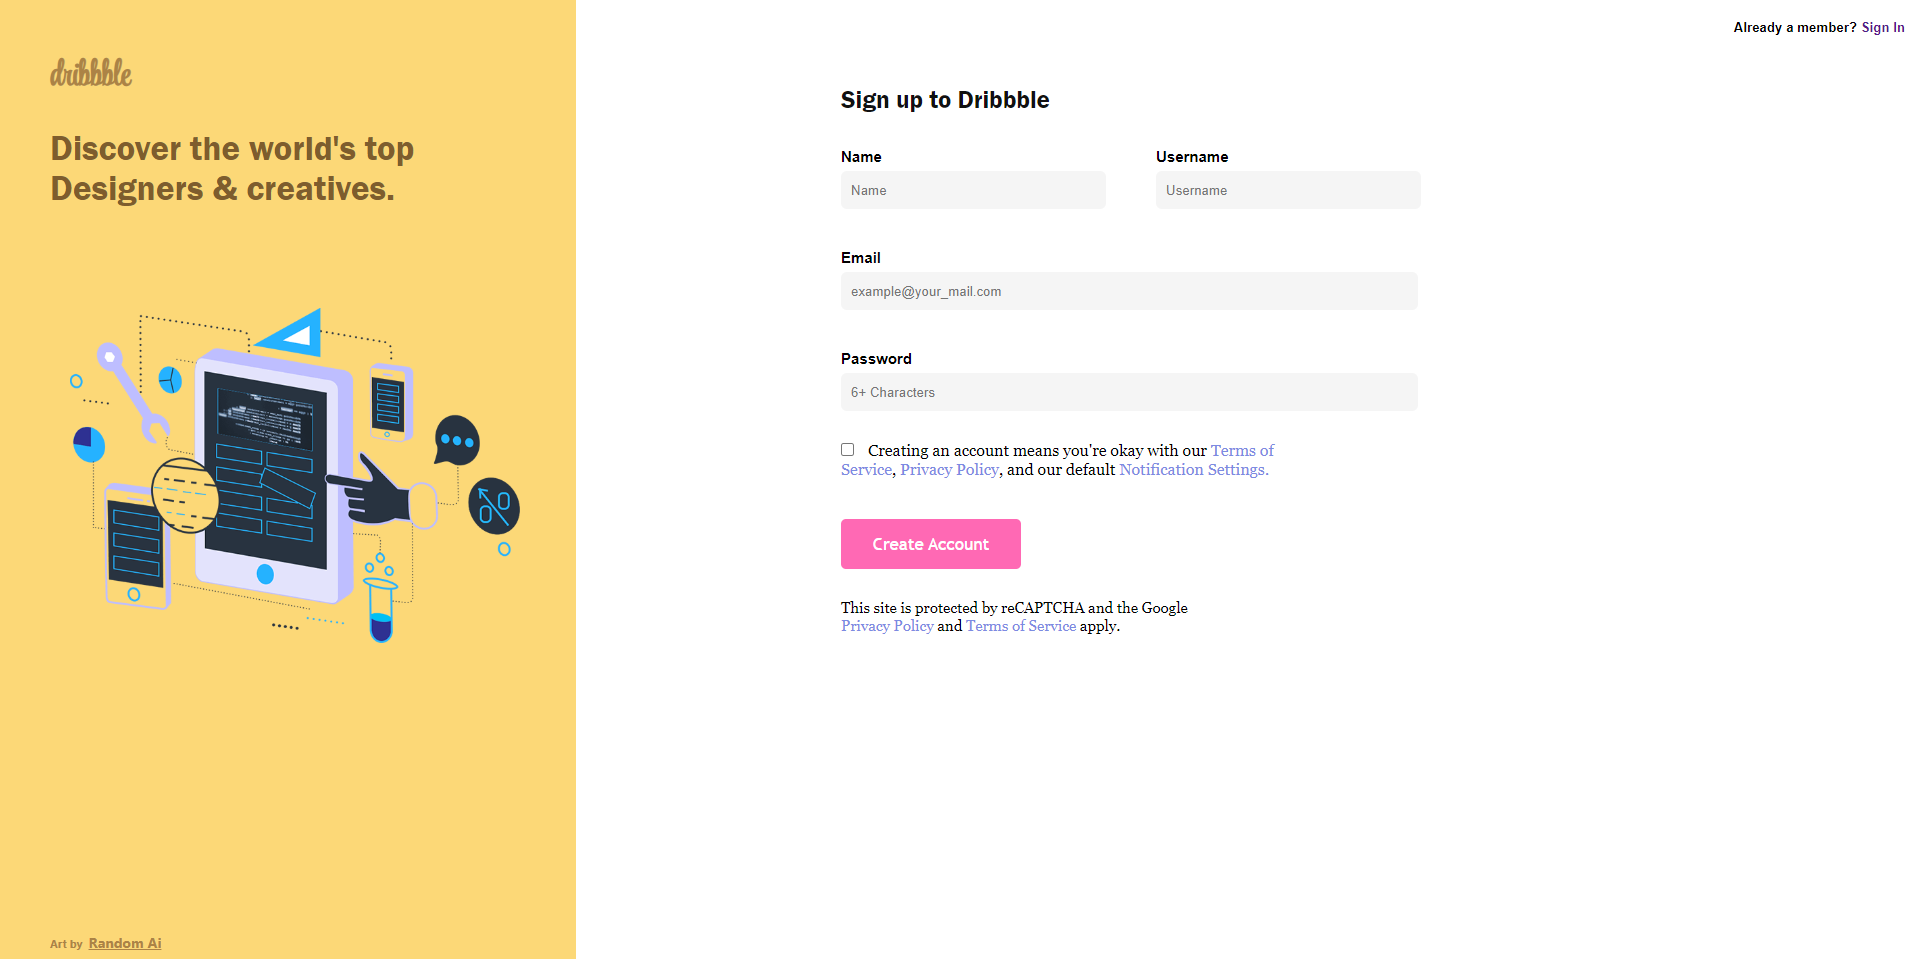 dribbble
Discover the world's top
Designers & creatives.
Art by Random Ai
Already a member? Sign In
Sign up to Dribbble
Name
Username
Name
Username
Email
example@your_mail.com
Password
6+ Characters
Creating an account means you're okay with our Terms of
Service, Privacy Policy, and our default Notification Settings.
Create Account
This site is protected by reCAPTCHA and the Google
Privacy Policy and Terms of Service apply.